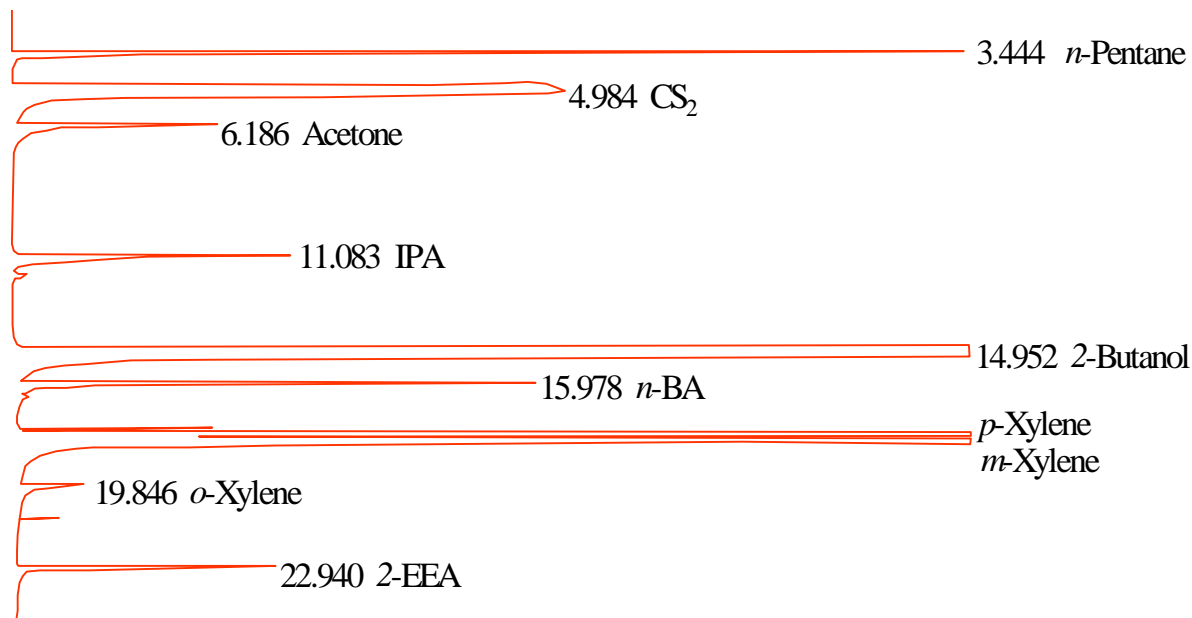 3.444 n-Pentane
4.984 CS₂
6.186 Acetone
11.083 IPA
14.952 2-Butanol
15.978 n-BA
p-Xylene
m-Xylene
19.846 o-Xylene
22.940 2-EEA